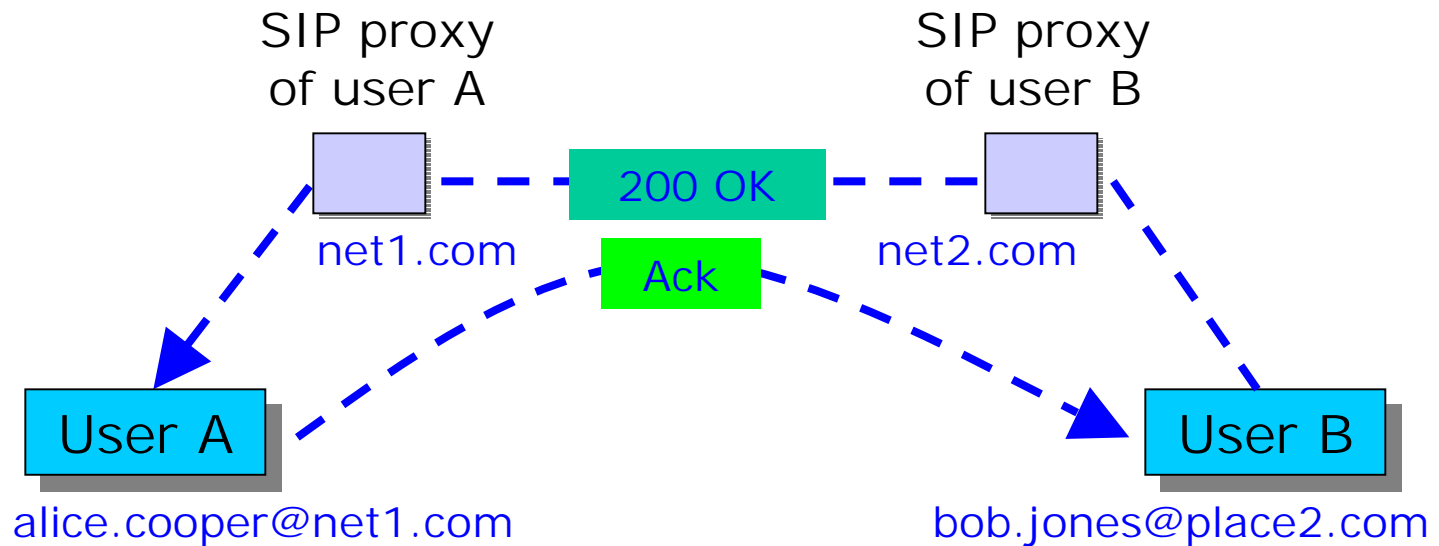 SIP proxy
of user A
SIP proxy
of user B
200 OK
net1.com
net2.com
Ack
User A
User B
alice.cooper@net1.com
bob.jones@place2.com